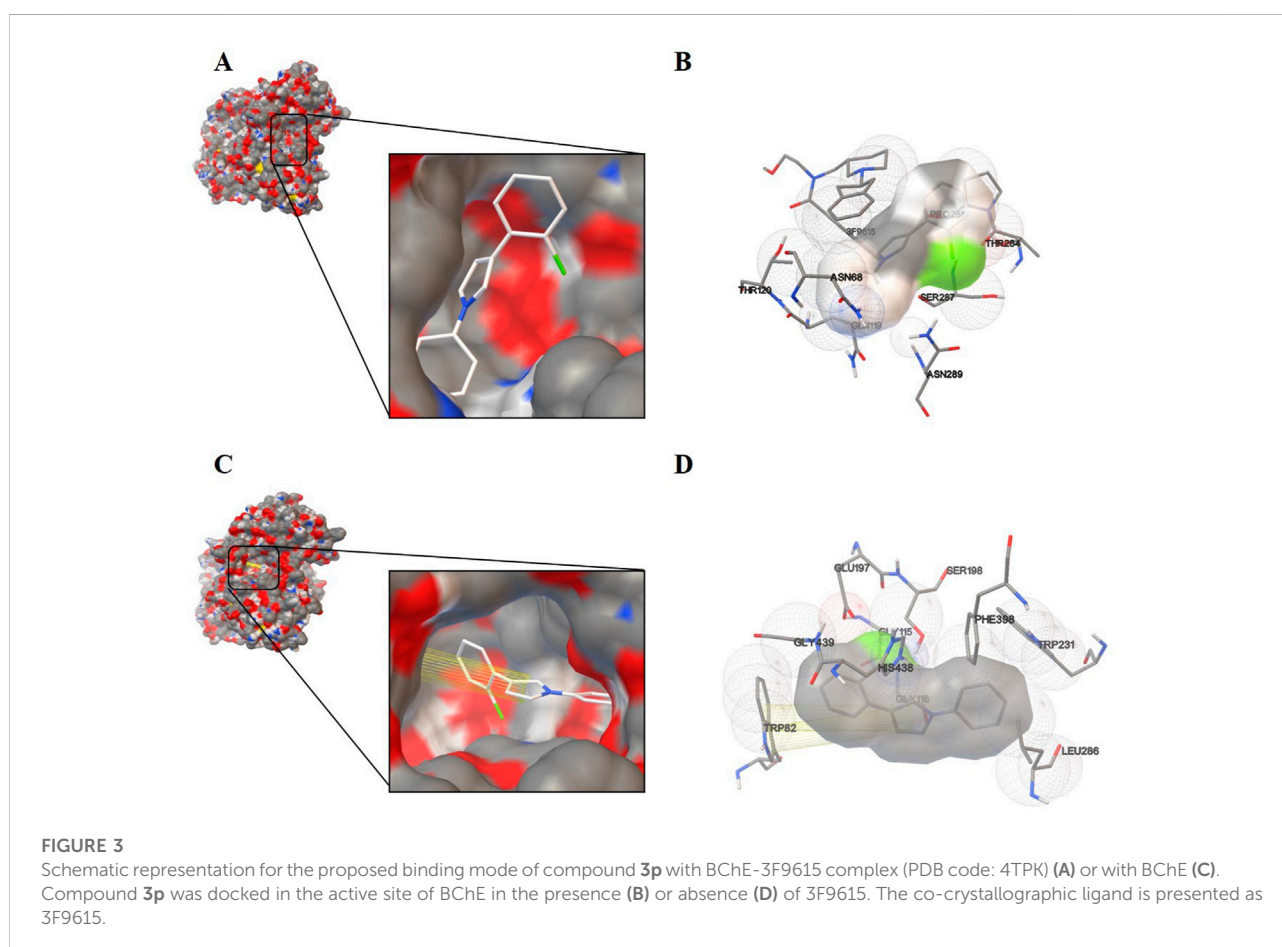 A
B
PRO285
3F9615
THR284
ASN68
THR120
SER287
GLN119
ASN289
C
D
GLU197
SER198
GLY115
PHE398
GLY439
TRP231
HIS438
GLY116
TRP82
LEU286
FIGURE 3
Schematic representation for the proposed binding mode of compound 3p with BChE-3F9615 complex (PDB code: 4TPK) (A) or with BChE (C).
Compound 3p was docked in the active site of BChE in the presence (B) or absence (D) of 3F9615. The co-crystallographic ligand is presented as
3F9615.